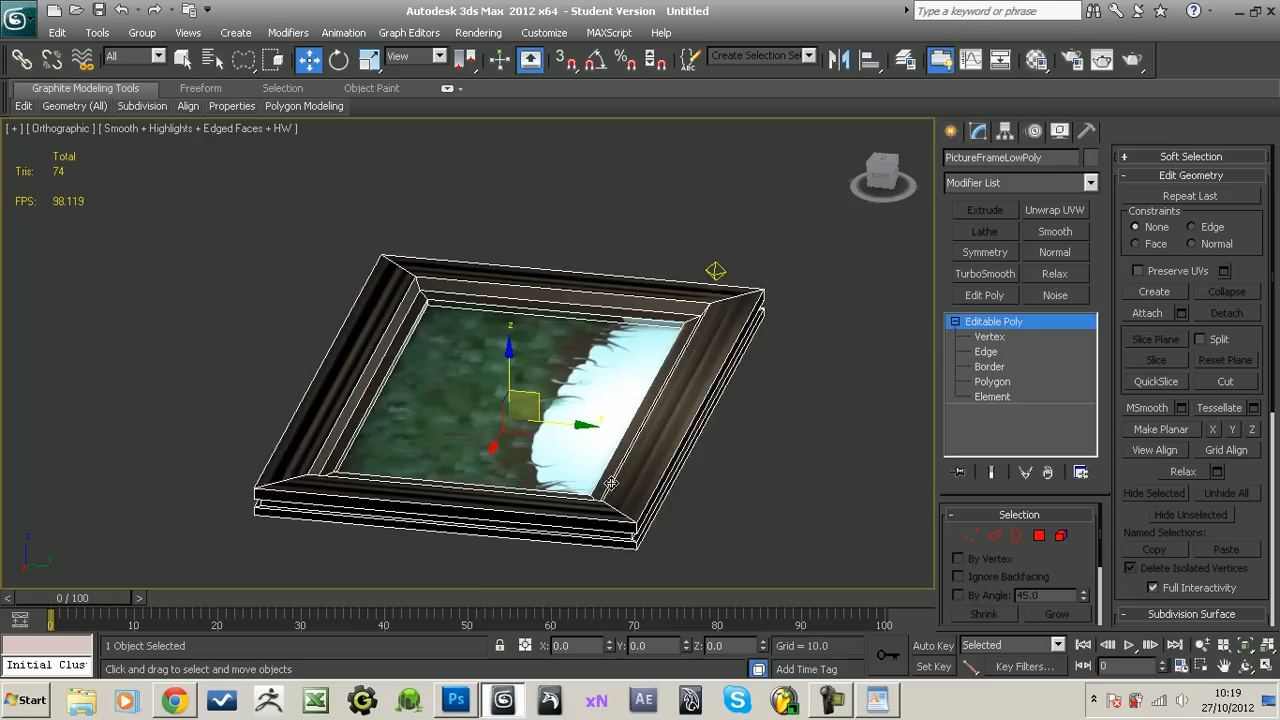 Autodesk 3ds Max 2012 x64 - Student Version Untitled
Type a keyword or phrase
Edit Tools Group Views Create Modifiers Animation Graph Editors Rendering Customize MAXScript Help
All
View
3
Create Selection Se
Graphite Modeling Tools Freeform Selection Object Paint
Edit Geometry (All) Subdivision Align Properties Polygon Modeling
[ + ] [ Orthographic ] [ Smooth + Highlights + Edged Faces + HW ]
Total
Tris: 74
FPS: 98.119
RIGHT
z
z
y
PictureFrameLowPoly
Modifier List
Extrude Unwrap UVW
Lathe Smooth
Symmetry Normal
TurboSmooth Relax
Edit Poly Noise
Editable Poly
Vertex
Edge
Border
Polygon
Element
Selection
By Vertex
Ignore Backfacing
By Angle: 45.0
Shrink Grow
Soft Selection
Edit Geometry
Repeat Last
Constraints
None Edge
Face Normal
Preserve UVs
Create Collapse
Attach Detach
Slice Plane Split
Slice Reset Plane
QuickSlice Cut
MSmooth Tessellate
Make Planar X Y Z
View Align Grid Align
Relax
Hide Selected Unhide All
Hide Unselected
Named Selections:
Copy Paste
Delete Isolated Vertices
Full Interactivity
Subdivision Surface
0 / 100
0 10 20 30 40 50 60 70 80 90 100
1 Object Selected X: 0.0 Y: 0.0 Z: 0.0 Grid = 10.0
Auto Key Selected
Initial Clus Click and drag to select and move objects Add Time Tag
Set Key Key Filters... 0
Start
Ps
xN
AE
10:19
27/10/2012